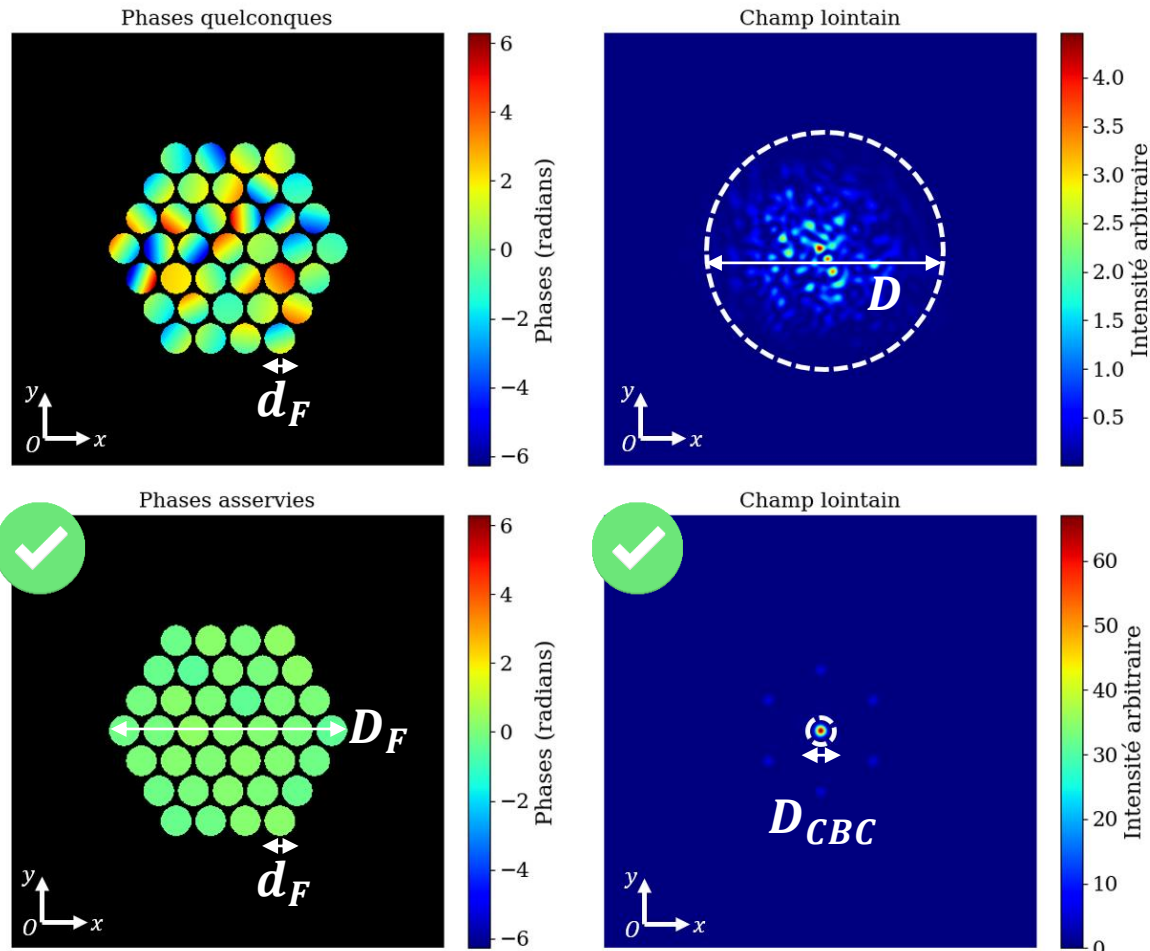 Phases quelconques
6
4
2
0
−2
−4
−6
Phases (radians)
d_F
y
O
x
Champ lointain
4.0
3.5
3.0
2.5
2.0
1.5
1.0
0.5
Intensité arbitraire
D
y
O
x
Phases asservies
6
4
2
0
−2
−4
−6
Phases (radians)
D_F
d_F
y
O
x
Champ lointain
60
50
40
30
20
10
0
Intensité arbitraire
D_CBC
y
O
x